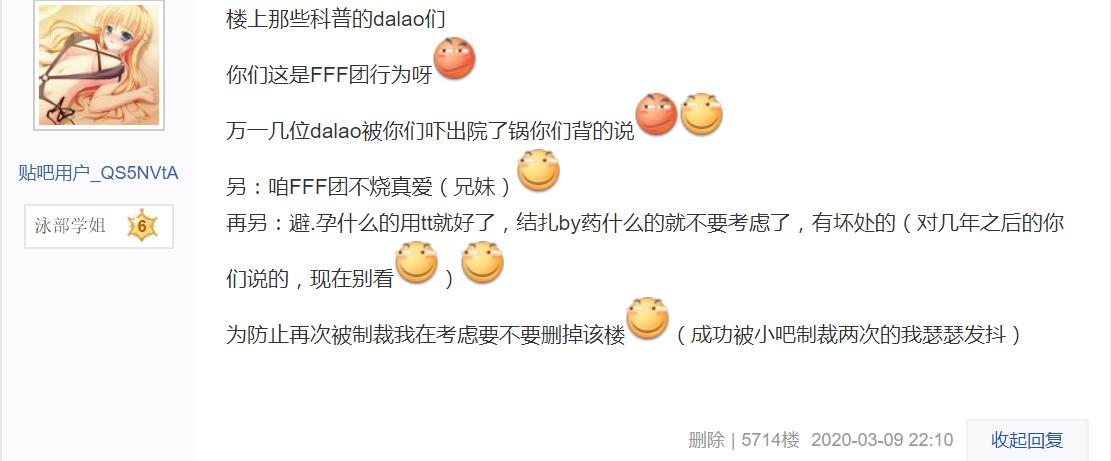 楼上那些科普的dalao们
你们这是FFF团行为呀
万一几位dalao被你们吓出院了锅你们背的说
另：咱FFF团不烧真爱（兄妹）
再另：避.孕什么的用tt就好了，结扎by药什么的就不要考虑了，有坏处的（对几年之后的你
们说的，现在别看）
为防止再次被制裁我在考虑要不要删掉该楼（成功被小吧制裁两次的我瑟瑟发抖）
贴吧用户_QS5NVtA
泳部学姐 6
删除 | 5714楼 2020-03-09 22:10 收起回复